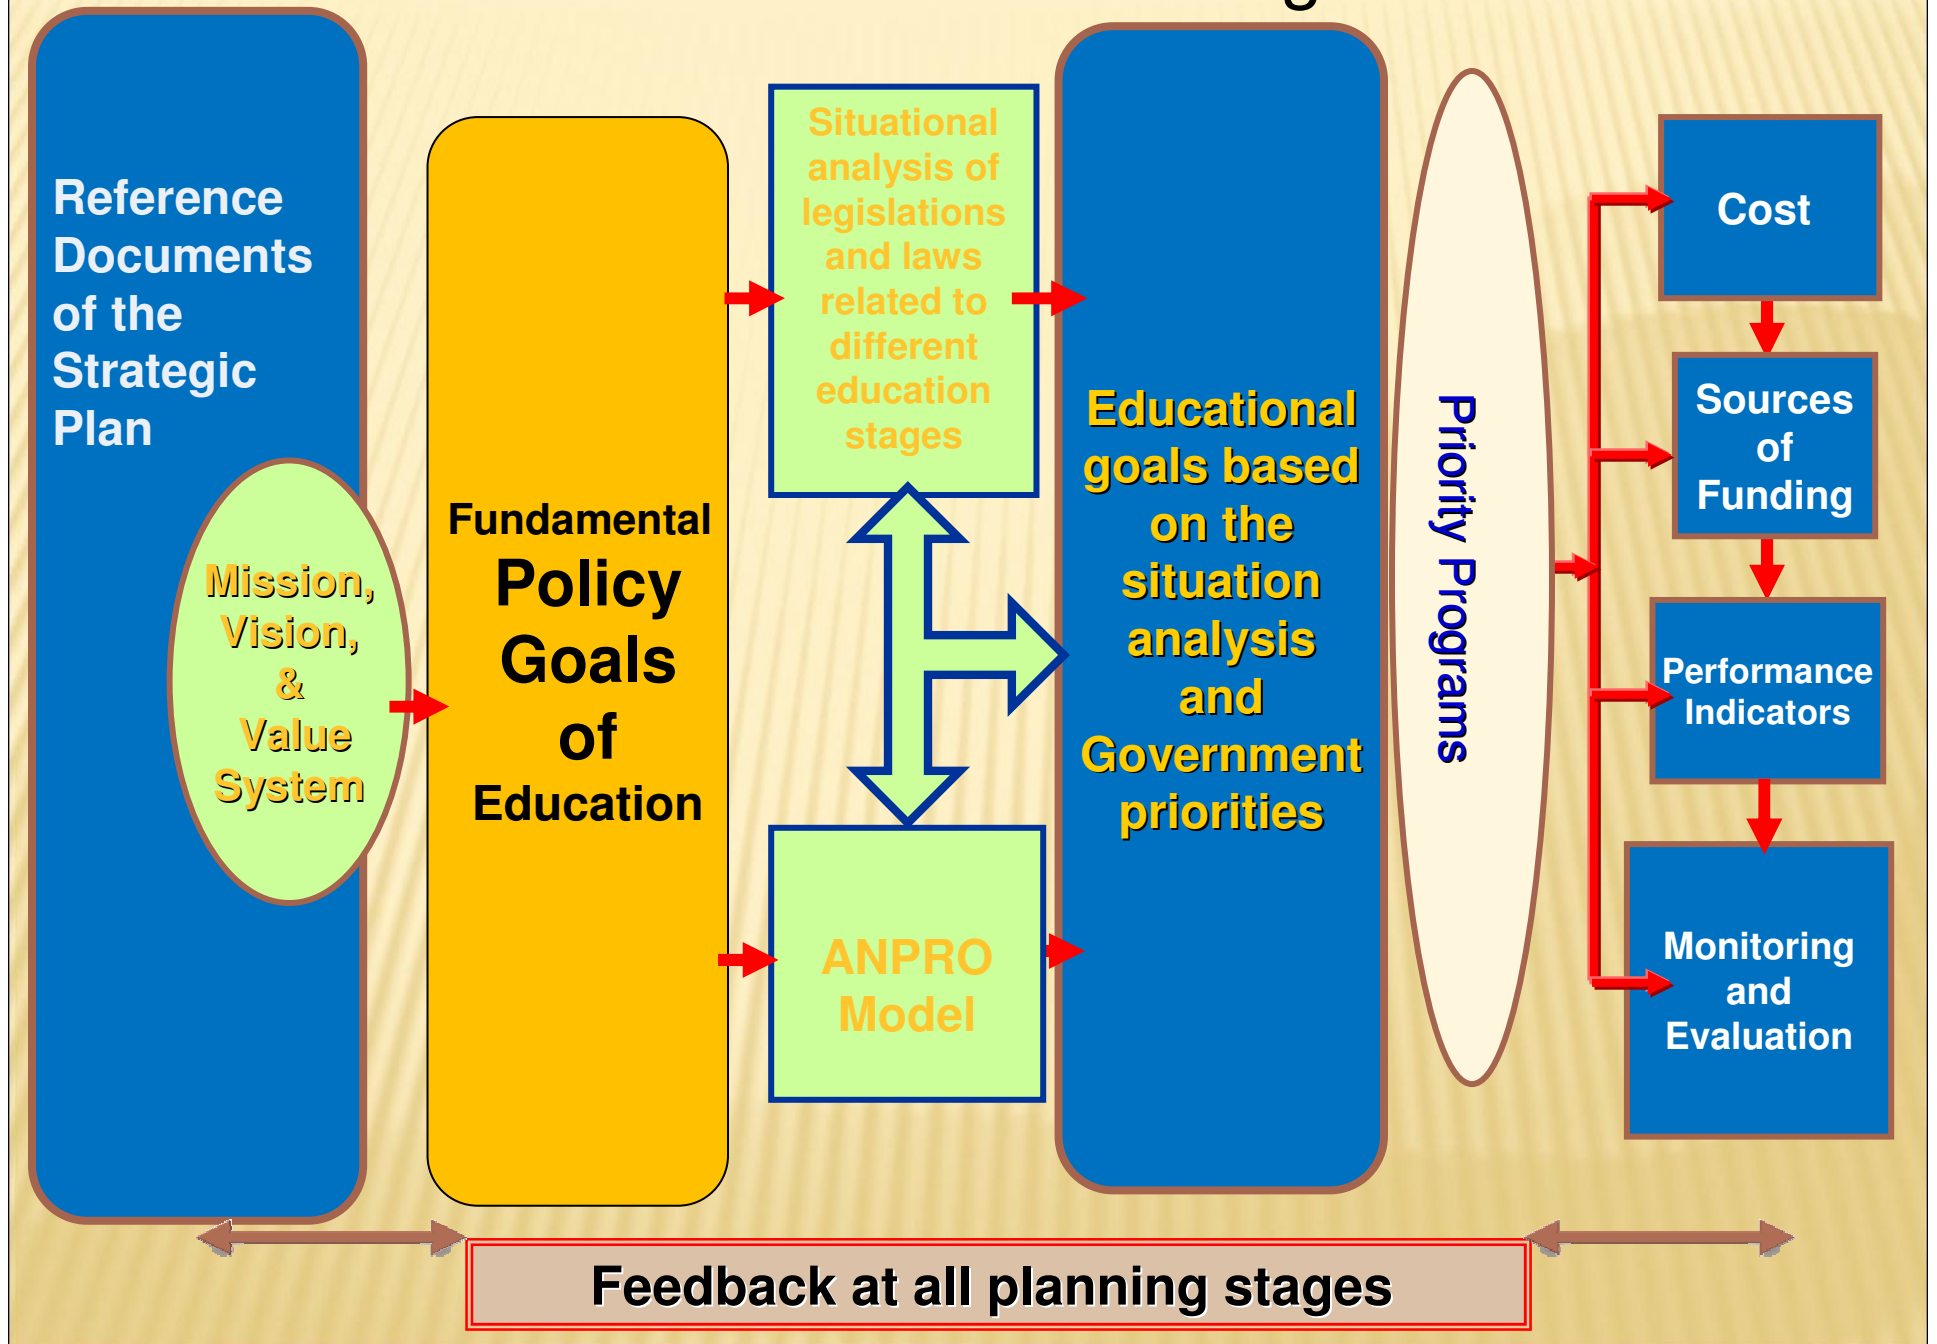 Reference
Documents
of the
Strategic
Plan
Mission,
Vision,
&
Value
System
Fundamental
Policy
Goals
of
Education
Situational
analysis of
legislations
and laws
related to
different
education
stages
ANPRO
Model
Educational
goals based
on the
situation
analysis
and
Government
priorities
Priority Programs
Cost
Sources
of
Funding
Performance
Indicators
Monitoring
and
Evaluation
Feedback at all planning stages